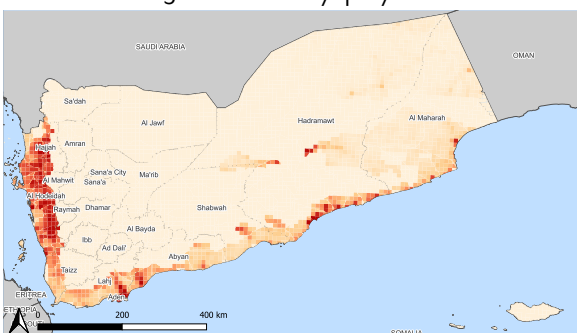 SAUDI ARABIA
OMAN
Sa'dah
Al Jawf
Hadramawt
Al Maharah
Hajjah
Amran
Sana'a City
Al Mahwit
Sana'a
Ma'rib
Al Hodeidah
Raymah
Dhamar
Shabwah
Al Bayda
Ibb
Ad Dali'
Abyan
Taizz
Lahj
Aden
ERITREA
ETHIOPIA
0
200
400 km
SOMALIA